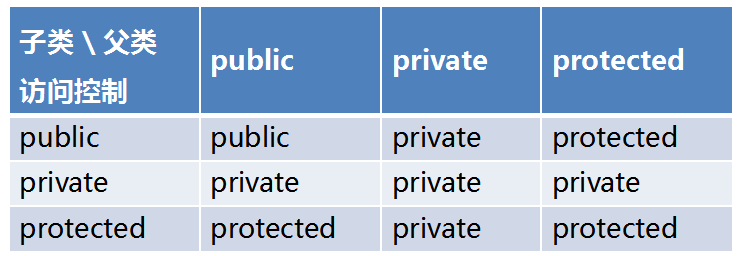 子类 \ 父类 public private protected
访问控制
public public private protected
private private private private
protected protected private protected